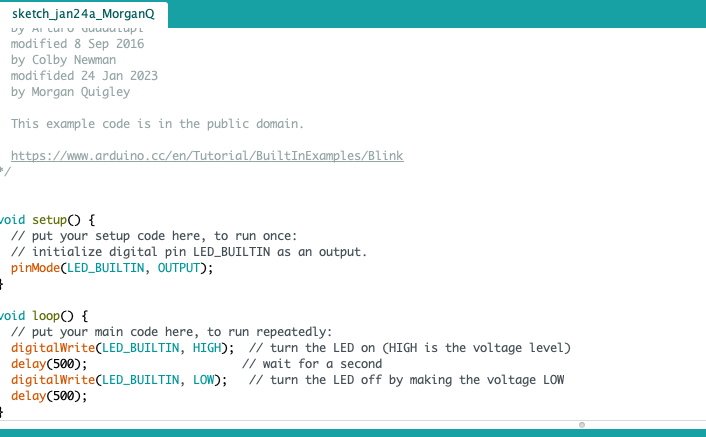 sketch_jan24a_MorganQ
by Arturo Guadalupi
modified 8 Sep 2016
by Colby Newman
modifided 24 Jan 2023
by Morgan Quigley
This example code is in the public domain.
https://www.arduino.cc/en/Tutorial/BuiltInExamples/Blink
*/
void setup() {
// put your setup code here, to run once:
// initialize digital pin LED_BUILTIN as an output.
pinMode(LED_BUILTIN, OUTPUT);
}
void loop() {
// put your main code here, to run repeatedly:
digitalWrite(LED_BUILTIN, HIGH);  // turn the LED on (HIGH is the voltage level)
delay(500);                      // wait for a second
digitalWrite(LED_BUILTIN, LOW);   // turn the LED off by making the voltage LOW
delay(500);
}